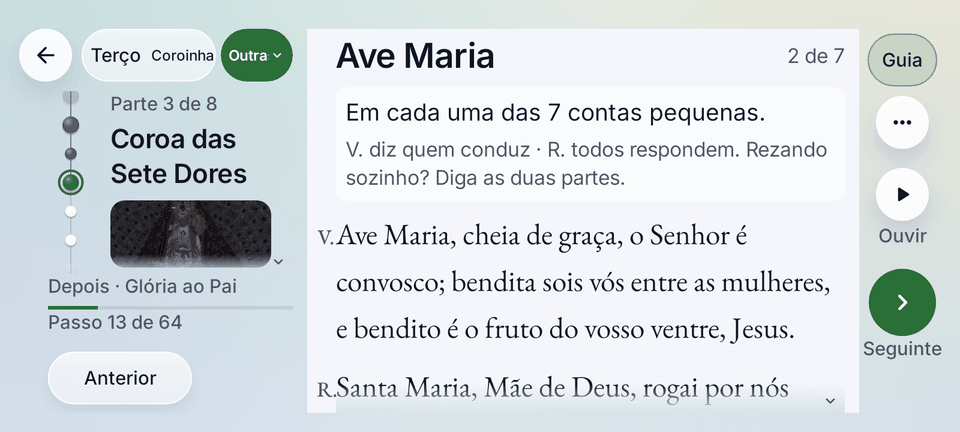 Terço Coroinha Outra
Parte 3 de 8
Coroa das
Sete Dores
Depois · Glória ao Pai
Passo 13 de 64
Anterior
Ave Maria 2 de 7
Em cada uma das 7 contas pequenas.
V. diz quem conduz · R. todos respondem. Rezando
sozinho? Diga as duas partes.
V. Ave Maria, cheia de graça, o Senhor é
convosco; bendita sois vós entre as mulheres,
e bendito é o fruto do vosso ventre, Jesus.
R. Santa Maria, Mãe de Deus, rogai por nós
Guia
Ouvir
Seguinte